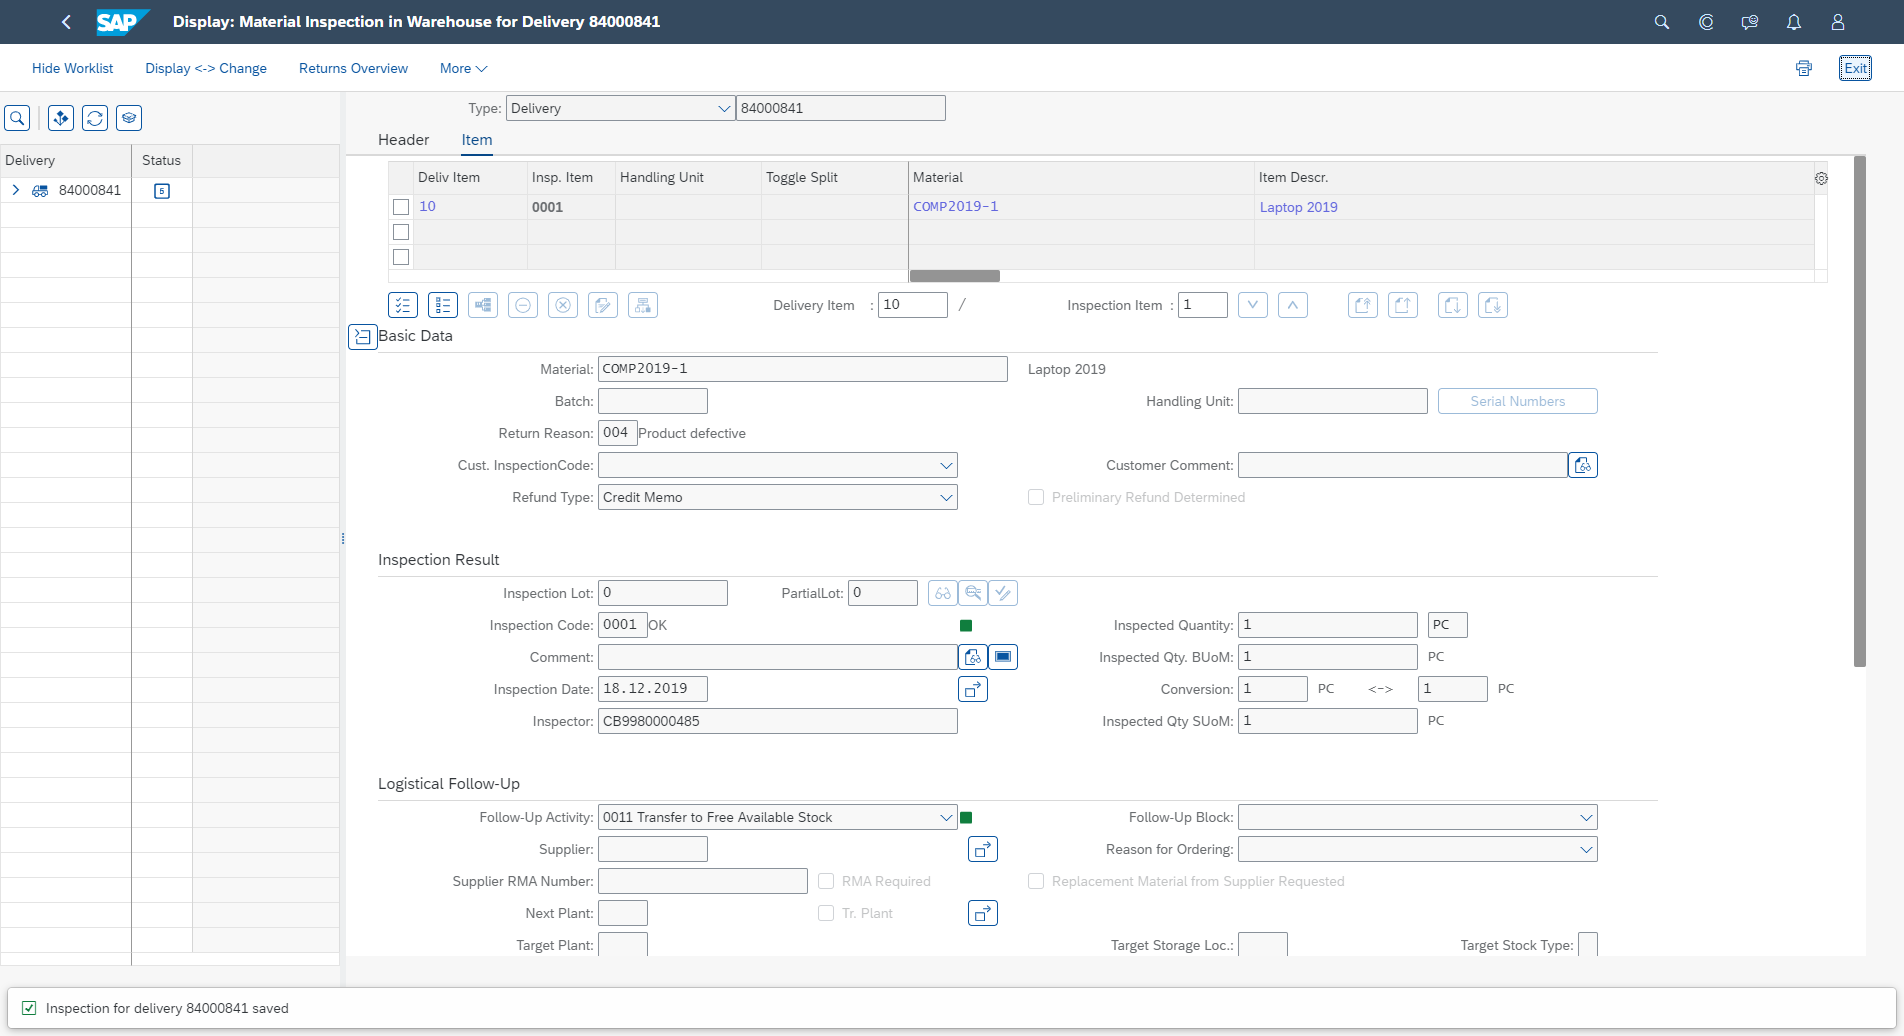 SAP Display: Material Inspection in Warehouse for Delivery 84000841
Hide Worklist Display <-> Change Returns Overview More Exit
Type: Delivery 84000841
Header Item
Delivery Status
84000841 5
Deliv Item Insp. Item Handling Unit Toggle Split Material Item Descr.
10 0001 COMP2019-1 Laptop 2019
Delivery Item : 10 / Inspection Item : 1
Basic Data
Material: COMP2019-1 Laptop 2019
Batch: Handling Unit: Serial Numbers
Return Reason: 004 Product defective
Cust. InspectionCode: Customer Comment:
Refund Type: Credit Memo Preliminary Refund Determined
Inspection Result
Inspection Lot: 0 PartialLot: 0
Inspection Code: 0001 OK Inspected Quantity: 1 PC
Comment: Inspected Qty. BUoM: 1 PC
Inspection Date: 18.12.2019 Conversion: 1 PC <-> 1 PC
Inspector: CB9980000485 Inspected Qty SUoM: 1 PC
Logistical Follow-Up
Follow-Up Activity: 0011 Transfer to Free Available Stock Follow-Up Block:
Supplier: Reason for Ordering:
Supplier RMA Number: RMA Required Replacement Material from Supplier Requested
Next Plant: Tr. Plant
Target Plant: Target Storage Loc.: Target Stock Type:
Inspection for delivery 84000841 saved